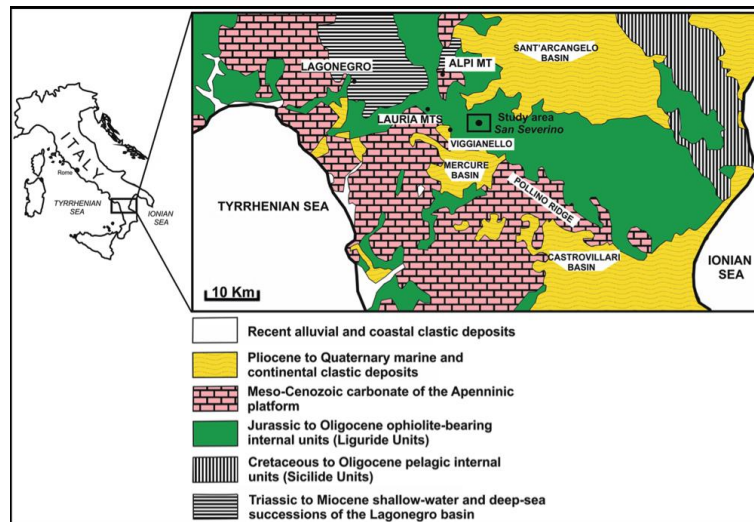 ITALY
Rome
TYRRHENIAN
SEA
IONIAN
SEA
LAGONEGRO
ALPI MT
SANT'ARCANGELO
BASIN
LAURIA MTS
Study area
San Severino
VIGGIANELLO
MERCURE
BASIN
POLLINO RIDGE
TYRRHENIAN SEA
CASTROVILLARI
BASIN
IONIAN
SEA
10 Km
Recent alluvial and coastal clastic deposits
Pliocene to Quaternary marine and
continental clastic deposits
Meso-Cenozoic carbonate of the Apenninic
platform
Jurassic to Oligocene ophiolite-bearing
internal units (Liguride Units)
Cretaceous to Oligocene pelagic internal
units (Sicilide Units)
Triassic to Miocene shallow-water and deep-sea
successions of the Lagonegro basin